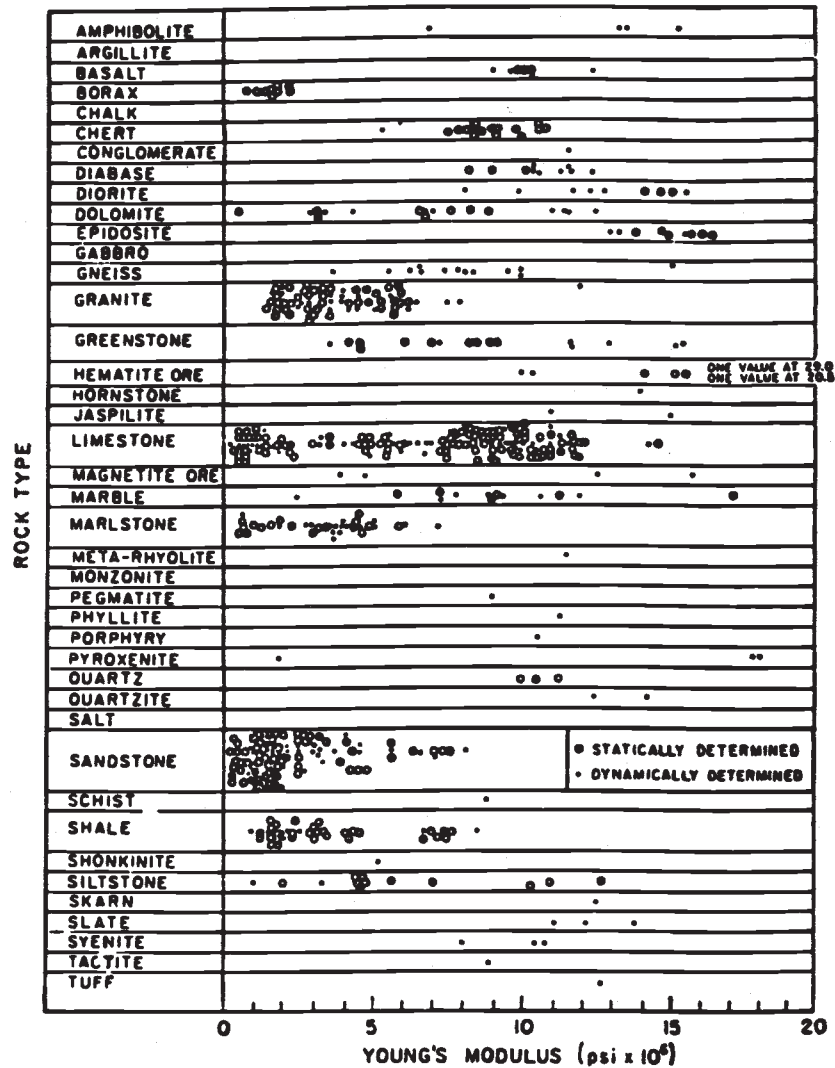 AMPHIBOLITE
ARGILLITE
BASALT
BORAX
CHALK
CHERT
CONGLOMERATE
DIABASE
DIORITE
DOLOMITE
EPIDOSITE
GABBRO
GNEISS
GRANITE
GREENSTONE
HEMATITE ORE
ONE VALUE AT 29.0
ONE VALUE AT 20.8
HORNSTONE
JASPILITE
LIMESTONE
MAGNETITE ORE
MARBLE
MARLSTONE
META-RHYOLITE
MONZONITE
PEGMATITE
PHYLLITE
PORPHYRY
PYROXENITE
QUARTZ
QUARTZITE
SALT
SANDSTONE
STATICALLY DETERMINED
DYNAMICALLY DETERMINED
SCHIST
SHALE
SHONKINITE
SILTSTONE
SKARN
SLATE
SYENITE
TACTITE
TUFF
ROCK TYPE
0 5 10 15 20
YOUNG'S MODULUS (psi x 10⁶)